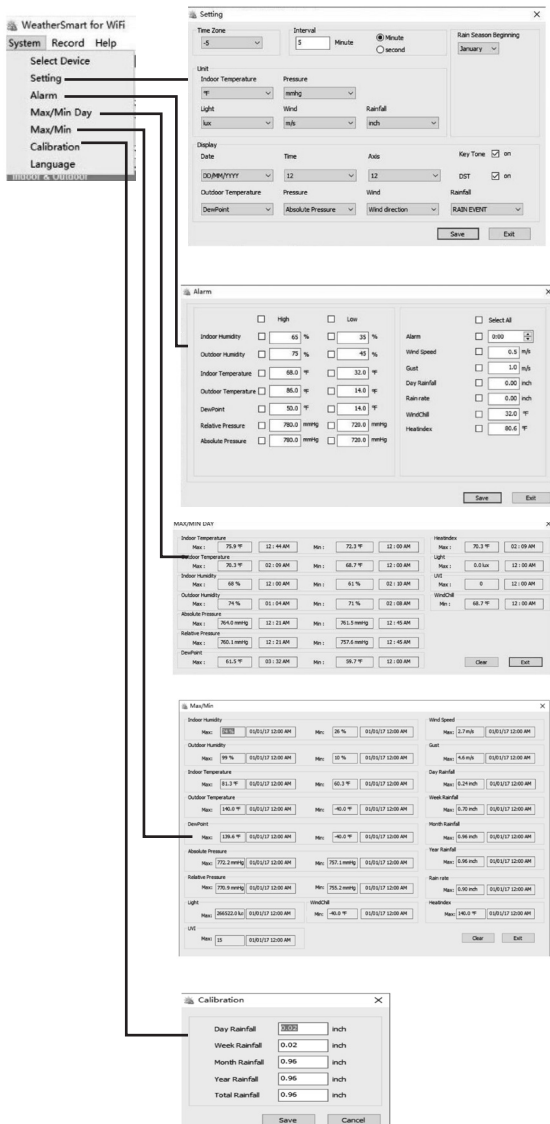 WeatherSmart for WiFi
System Record Help
Select Device
Setting
Alarm
Max/Min Day
Max/Min
Calibration
Language
Indoor & Outdoor
Setting
Time Zone
-5
Interval
5 Minute
Minute
second
Rain Season Beginning
January
Unit
Indoor Temperature Pressure
℉ mmhg
Light Wind Rainfall
lux m/s inch
Display
Date Time Axis Key Tone on
DD/MM/YYYY 12 12 DST on
Outdoor Temperature Pressure Wind Rainfall
DewPoint Absolute Pressure Wind direction RAIN EVENT
Save Exit
Alarm
High Low Select All
Indoor Humidity 65 % 35 % Alarm 0:00
Outdoor Humidity 75 % 45 % Wind Speed 0.5 m/s
Indoor Temperature 68.0 ℉ 32.0 ℉ Gust 1.0 m/s
Outdoor Temperature 86.0 ℉ 14.0 ℉ Day Rainfall 0.00 inch
DewPoint 50.0 ℉ 14.0 ℉ Rain rate 0.00 inch
Relative Pressure 780.0 mmHg 720.0 mmHg WindChill 32.0 ℉
Absolute Pressure 780.0 mmHg 720.0 mmHg Heatindex 80.6 ℉
Save Exit
MAX/MIN DAY
Indoor Temperature Heatindex
Max : 75.9 ℉ 12 : 44 AM Min : 72.3 ℉ 12 : 00 AM Max : 70.3 ℉ 02 : 09 AM
Outdoor Temperature Light
Max : 70.3 ℉ 02 : 09 AM Min : 68.7 ℉ 12 : 00 AM Max : 0.0 lux 12 : 00 AM
Indoor Humidity UVI
Max : 68 % 12 : 00 AM Min : 61 % 02 : 10 AM Max : 0 12 : 00 AM
Outdoor Humidity WindChill
Max : 74 % 01 : 04 AM Min : 71 % 02 : 08 AM Min : 68.7 ℉ 12 : 00 AM
Absolute Pressure
Max : 764.0 mmHg 12 : 21 AM Min : 761.5 mmHg 12 : 45 AM
Relative Pressure
Max : 760.1 mmHg 12 : 21 AM Min : 757.6 mmHg 12 : 45 AM
DewPoint
Max : 61.5 ℉ 03 : 32 AM Min : 59.7 ℉ 12 : 00 AM Clear Exit
Max/Min
Indoor Humidity Wind Speed
Max: 01/01/17 12:00 AM Min: 26 % 01/01/17 12:00 AM Max: 2.7 m/s 01/01/17 12:00 AM
Outdoor Humidity Gust
Max: 99 % 01/01/17 12:00 AM Min: 10 % 01/01/17 12:00 AM Max: 4.6 m/s 01/01/17 12:00 AM
Indoor Temperature Day Rainfall
Max: 81.3 ℉ 01/01/17 12:00 AM Min: 60.3 ℉ 01/01/17 12:00 AM Max: 0.24 inch 01/01/17 12:00 AM
Outdoor Temperature Week Rainfall
Max: 140.0 ℉ 01/01/17 12:00 AM Min: -40.0 ℉ 01/01/17 12:00 AM Max: 0.70 inch 01/01/17 12:00 AM
DewPoint Month Rainfall
Max: 139.6 ℉ 01/01/17 12:00 AM Min: -40.0 ℉ 01/01/17 12:00 AM Max: 0.96 inch 01/01/17 12:00 AM
Absolute Pressure Year Rainfall
Max: 772.2 mmHg 01/01/17 12:00 AM Min: 757.1 mmHg 01/01/17 12:00 AM Max: 0.96 inch 01/01/17 12:00 AM
Relative Pressure Rain rate
Max: 770.9 mmHg 01/01/17 12:00 AM Min: 755.2 mmHg 01/01/17 12:00 AM Max: 0.90 inch 01/01/17 12:00 AM
Light WindChill Heatindex
Max: 266522.0 lu 01/01/17 12:00 AM Min: -40.0 ℉ 01/01/17 12:00 AM Max: 140.0 ℉ 01/01/17 12:00 AM
UVI
Max: 15 01/01/17 12:00 AM Clear Exit
Calibration
Day Rainfall 0.02 inch
Week Rainfall 0.02 inch
Month Rainfall 0.96 inch
Year Rainfall 0.96 inch
Total Rainfall 0.96 inch
Save Cancel